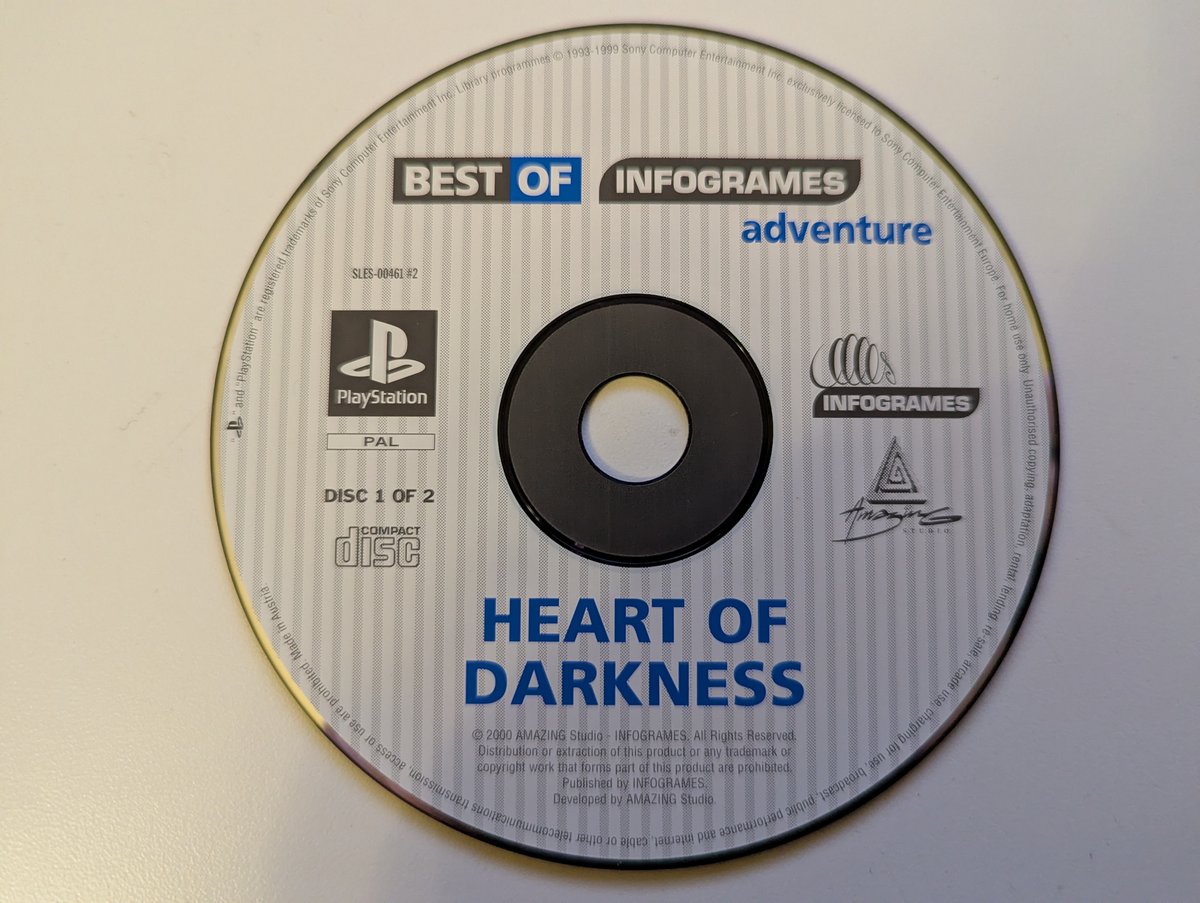 BEST OF INFOGRAMES
adventure
SLES-00461 #2
PlayStation
PAL
DISC 1 OF 2
COMPACT
disc
INFOGRAMES
Amazing
STUDIO
HEART OF
DARKNESS
© 2000 AMAZING Studio - INFOGRAMES. All Rights Reserved.
Distribution or extraction of this product or any trademark or
copyright work that forms part of this product are prohibited.
Published by INFOGRAMES.
Developed by AMAZING Studio.
" " and "PlayStation" are registered trademarks of Sony Computer Entertainment Inc. Library programmes © 1993-1999 Sony Computer Entertainment Inc. exclusively licensed to Sony Computer Entertainment Europe. For home use only. Unauthorised copying, adaptation, rental, lending, re-sale, arcade use, charging for use, broadcast, public performance and internet, cable or other telecommunications transmission, access or use are prohibited. Made in Austria.